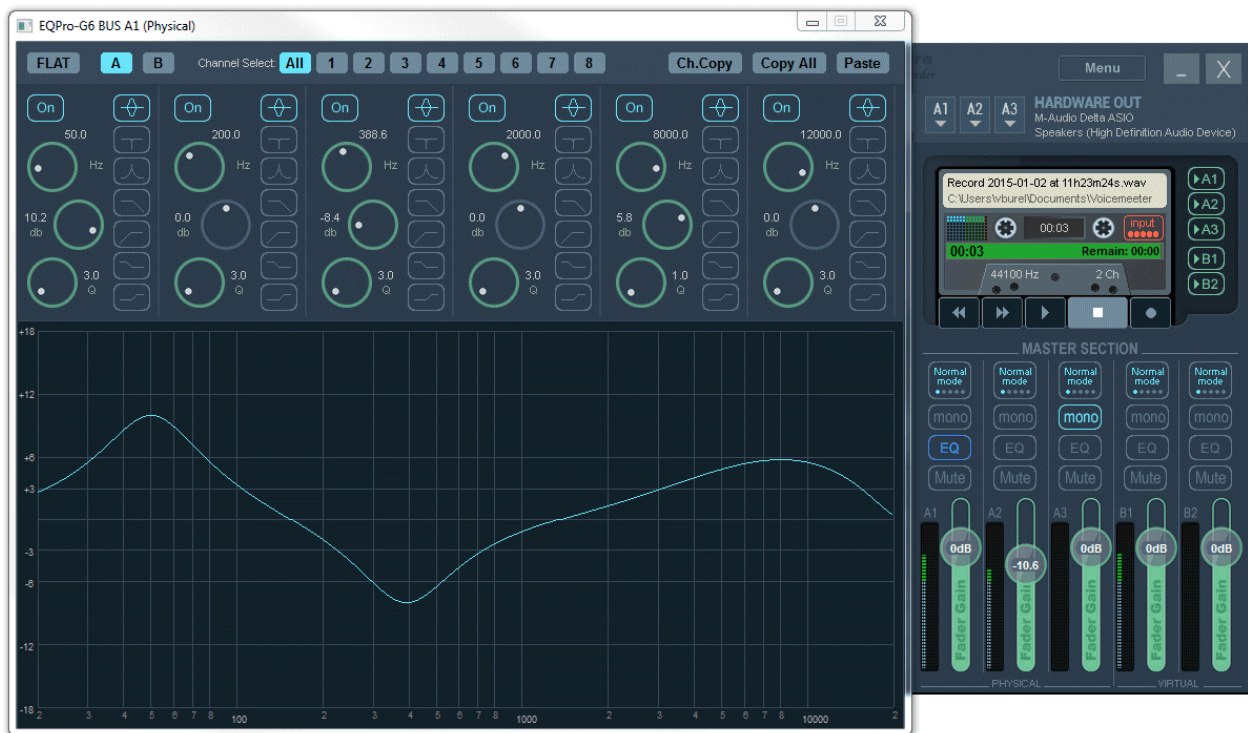 EQPro-G6 BUS A1 (Physical)
FLAT A B Channel Select: All 1 2 3 4 5 6 7 8 Ch.Copy Copy All Paste
On On On On On On
50.0 200.0 388.6 2000.0 8000.0 12000.0
Hz Hz Hz Hz Hz Hz
10.2 0.0 -8.4 0.0 5.8 0.0
db db db db db db
3.0 3.0 3.0 3.0 1.0 3.0
Q Q Q Q Q Q
+18
+12
+6
+3
-3
-6
-12
-18
2 3 4 5 6 7 8 100 2 3 4 5 6 7 8 1000 2 3 4 5 6 7 8 10000 2
Menu
A1 A2 A3 HARDWARE OUT
M-Audio Delta ASIO
Speakers (High Definition Audio Device)
Record 2015-01-02 at 11h23m24s.wav
C:\Users\vburel\Documents\Voicemeeter
00:03 input
00:03 Remain: 00:00
44100 Hz 2 Ch
A1
A2
A3
B1
B2
MASTER SECTION
Normal mode Normal mode Normal mode Normal mode Normal mode
mono mono mono mono mono
EQ EQ EQ EQ EQ
Mute Mute Mute Mute Mute
A1 A2 A3 B1 B2
0dB -10.6 0dB 0dB 0dB
Fader Gain Fader Gain Fader Gain Fader Gain Fader Gain
PHYSICAL VIRTUAL